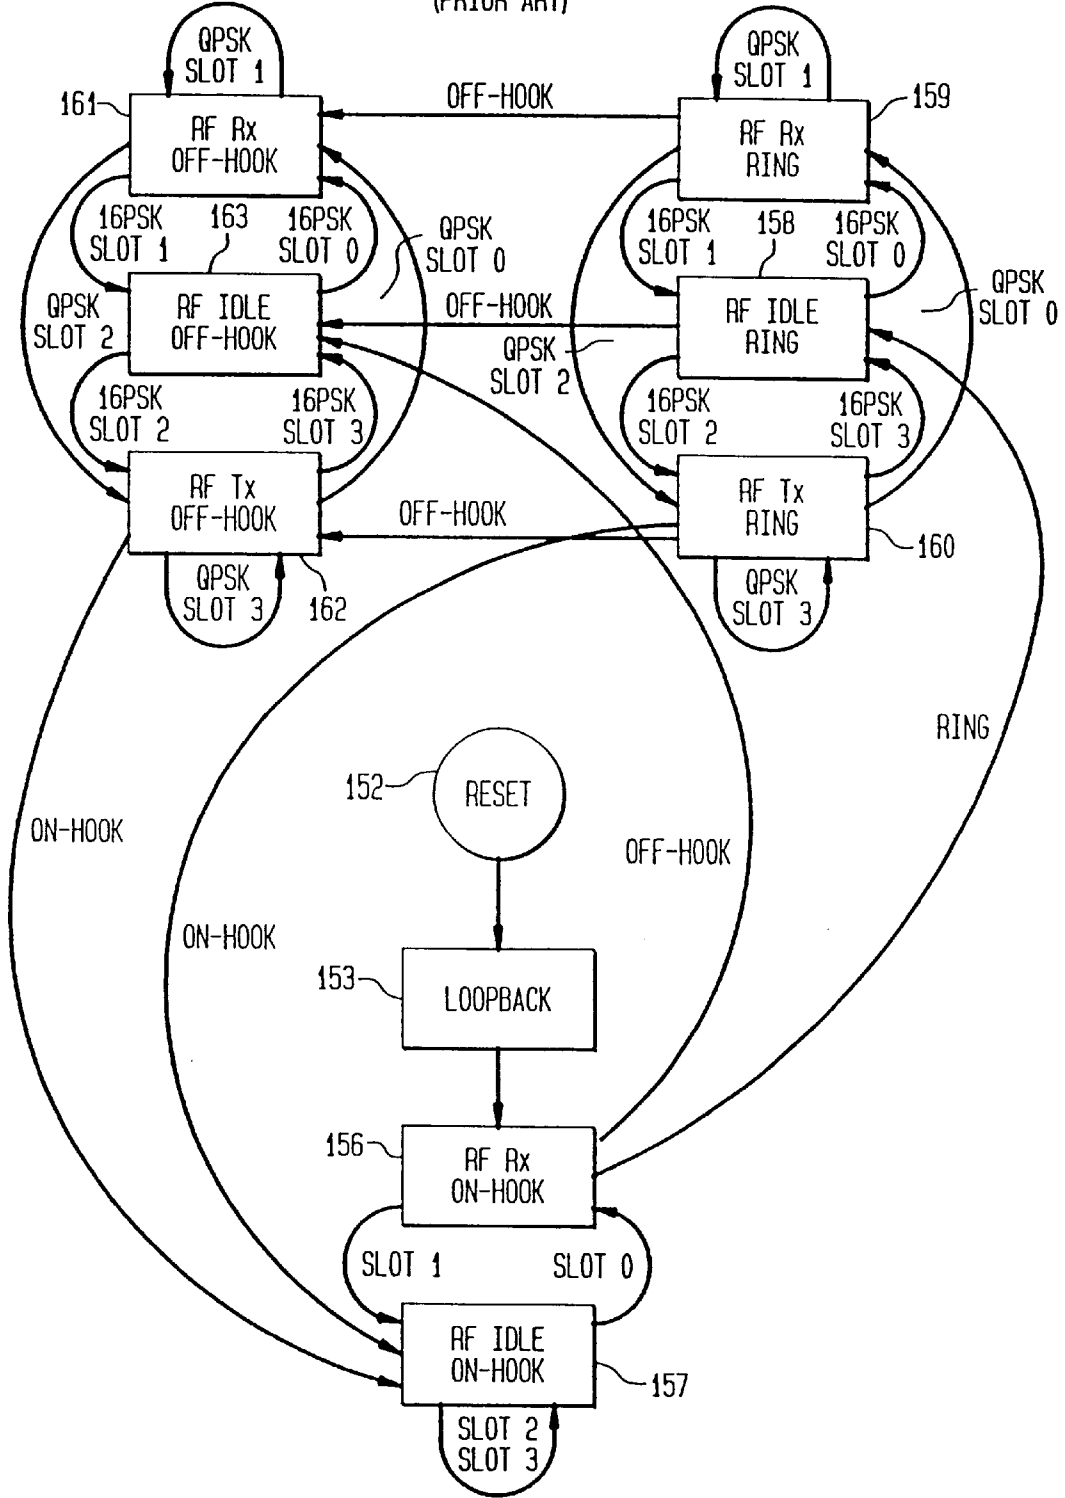 (PRIOR ART)
QPSK
SLOT 1
QPSK
SLOT 1
161
RF Rx
OFF-HOOK
OFF-HOOK
159
RF Rx
RING
16PSK
SLOT 1
163
16PSK
SLOT 0
QPSK
SLOT 0
16PSK
SLOT 1
158
16PSK
SLOT 0
QPSK
SLOT 0
QPSK
SLOT 2
RF IDLE
OFF-HOOK
OFF-HOOK
QPSK
SLOT 2
RF IDLE
RING
16PSK
SLOT 2
16PSK
SLOT 3
16PSK
SLOT 2
16PSK
SLOT 3
RF Tx
OFF-HOOK
OFF-HOOK
RF Tx
RING
160
QPSK
SLOT 3
162
QPSK
SLOT 3
RING
152
RESET
ON-HOOK
OFF-HOOK
ON-HOOK
153
LOOPBACK
156
RF Rx
ON-HOOK
SLOT 1
SLOT 0
RF IDLE
ON-HOOK
157
SLOT 2
SLOT 3